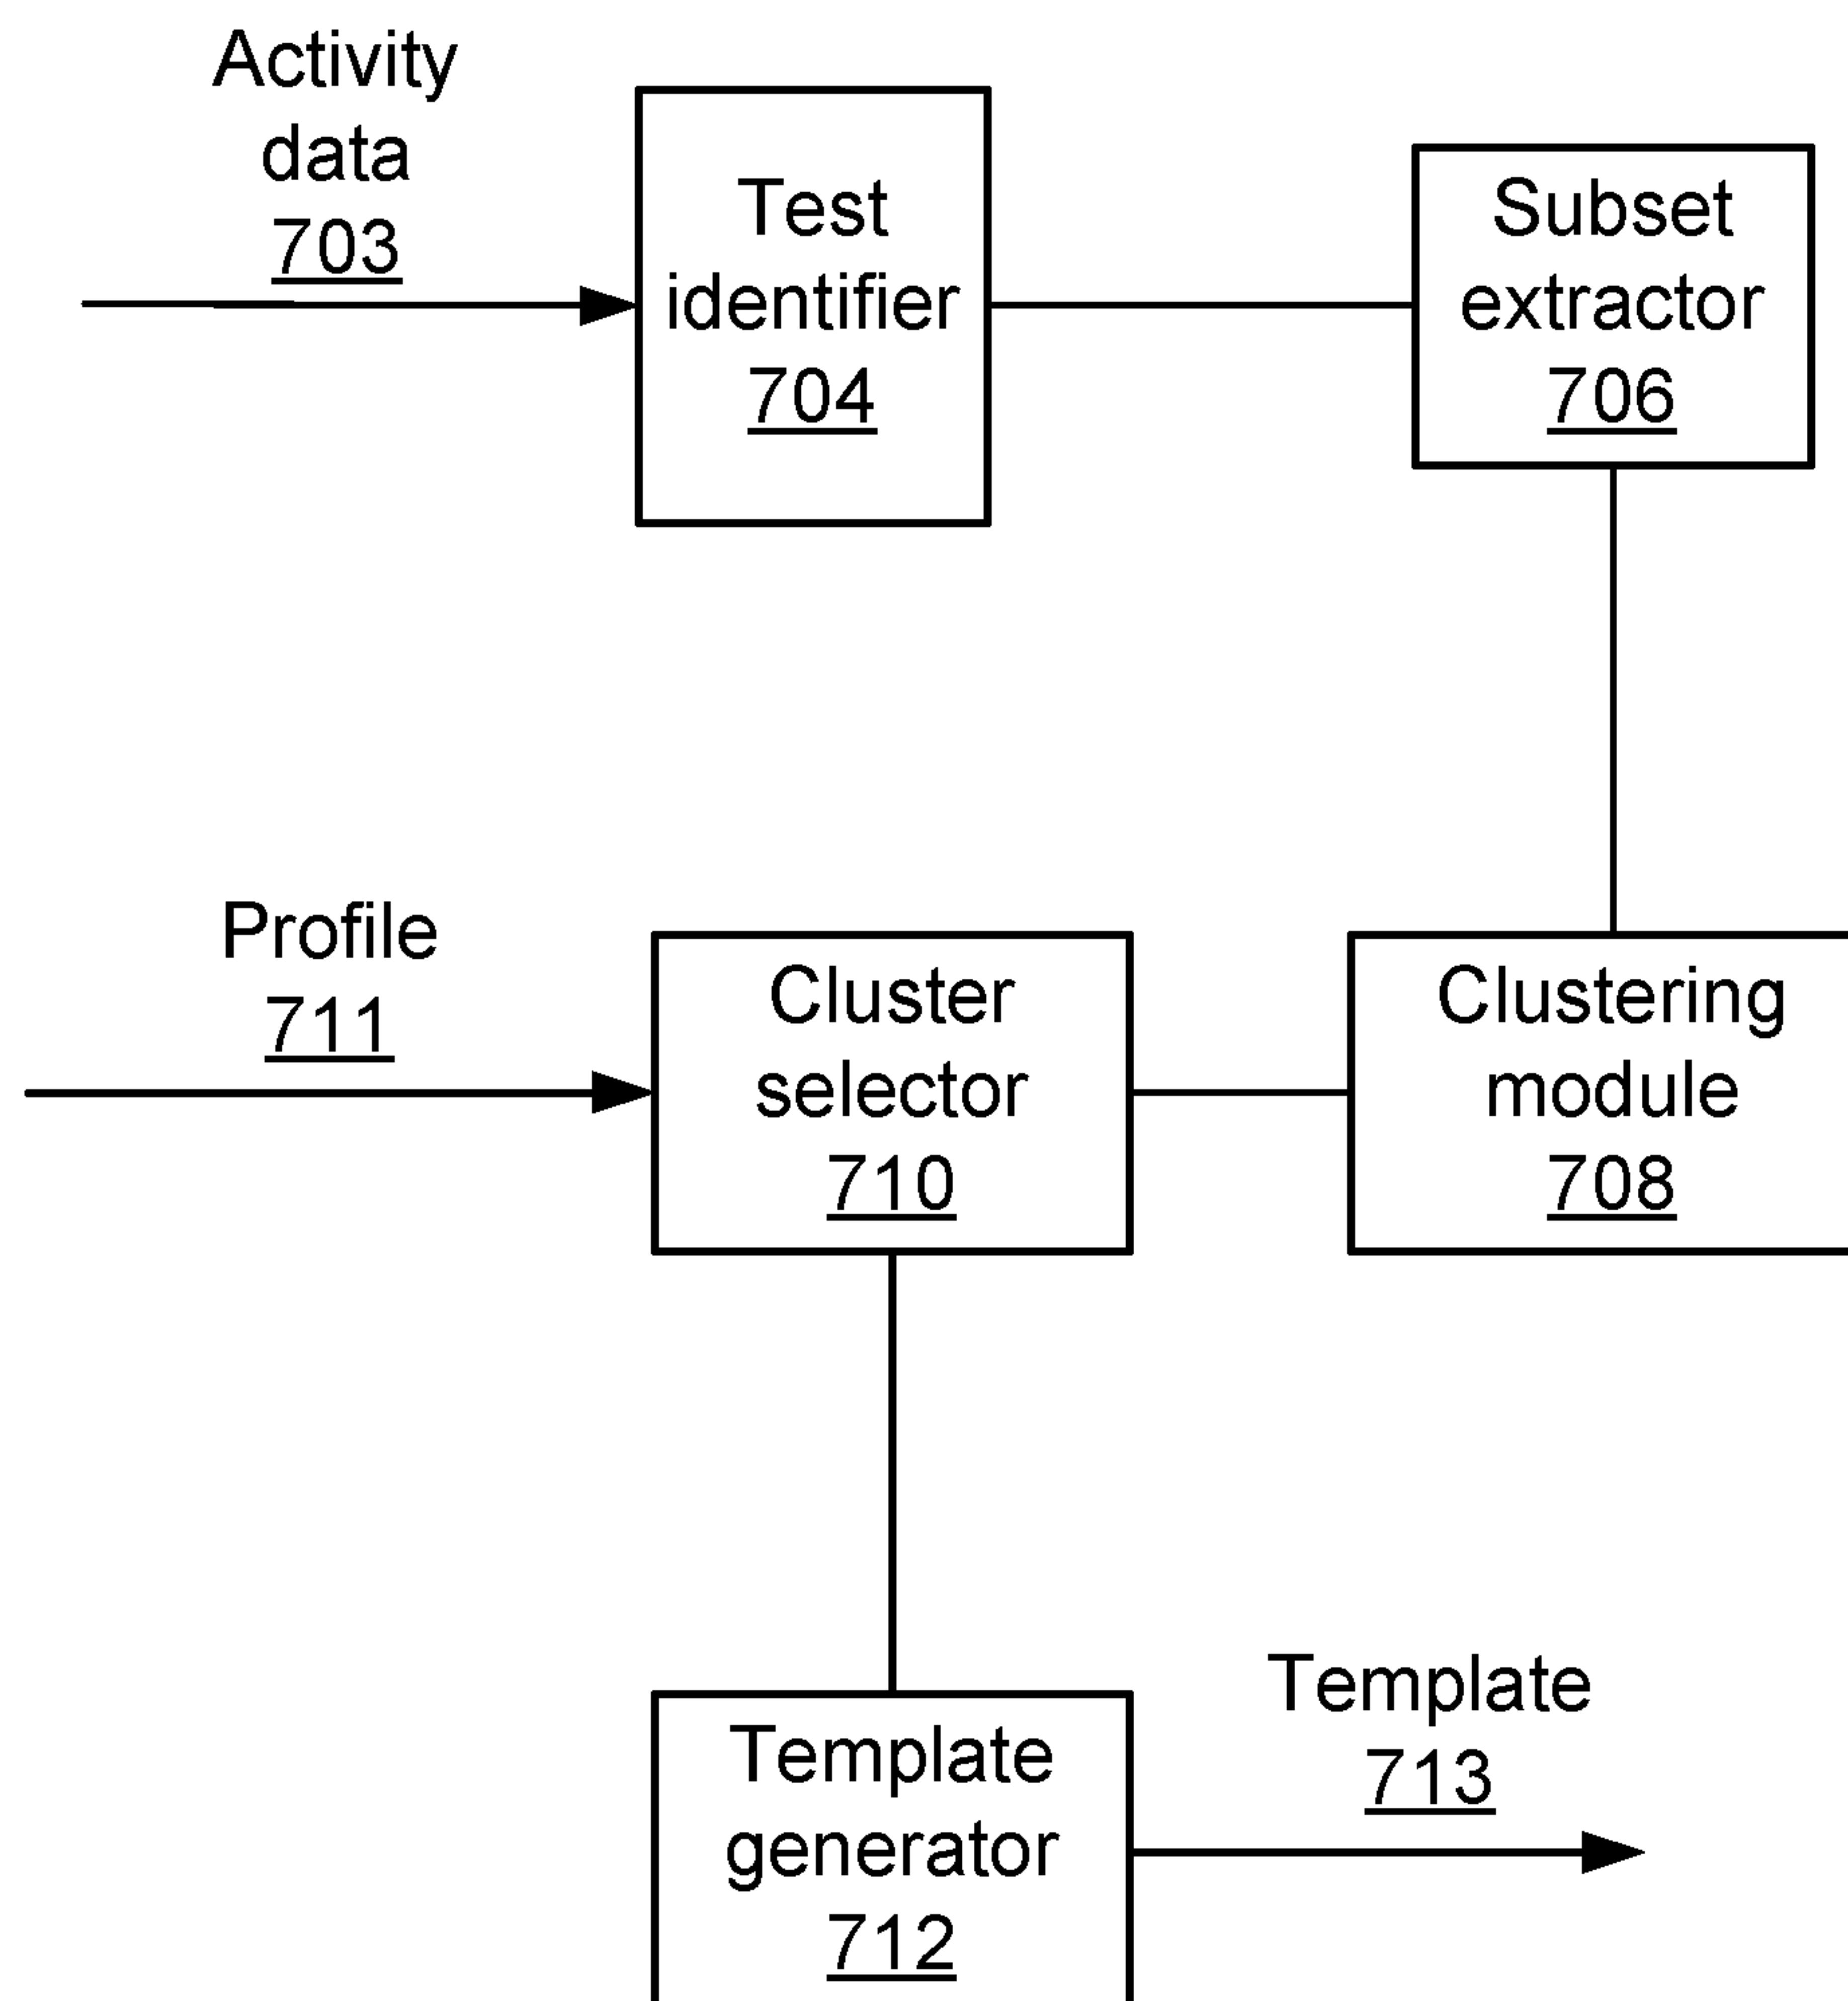 Activity
data
703
Test
identifier
704
Subset
extractor
706
Profile
711
Cluster
selector
710
Clustering
module
708
Template
generator
712
Template
713